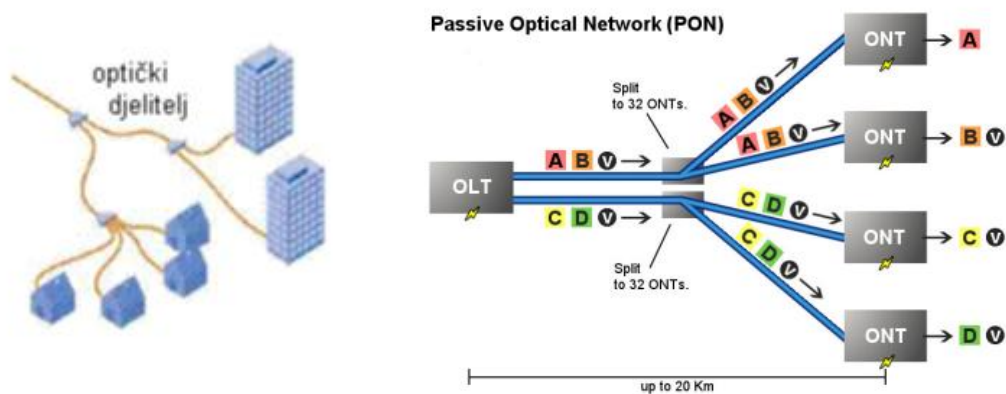 optički
djelitelj
Passive Optical Network (PON)
Split
to 32 ONTs.
OLT
A B V
C D V
A B V
A B V
C D V
C D V
Split
to 32 ONTs.
ONT
A
ONT
B V
ONT
C V
ONT
D V
up to 20 Km